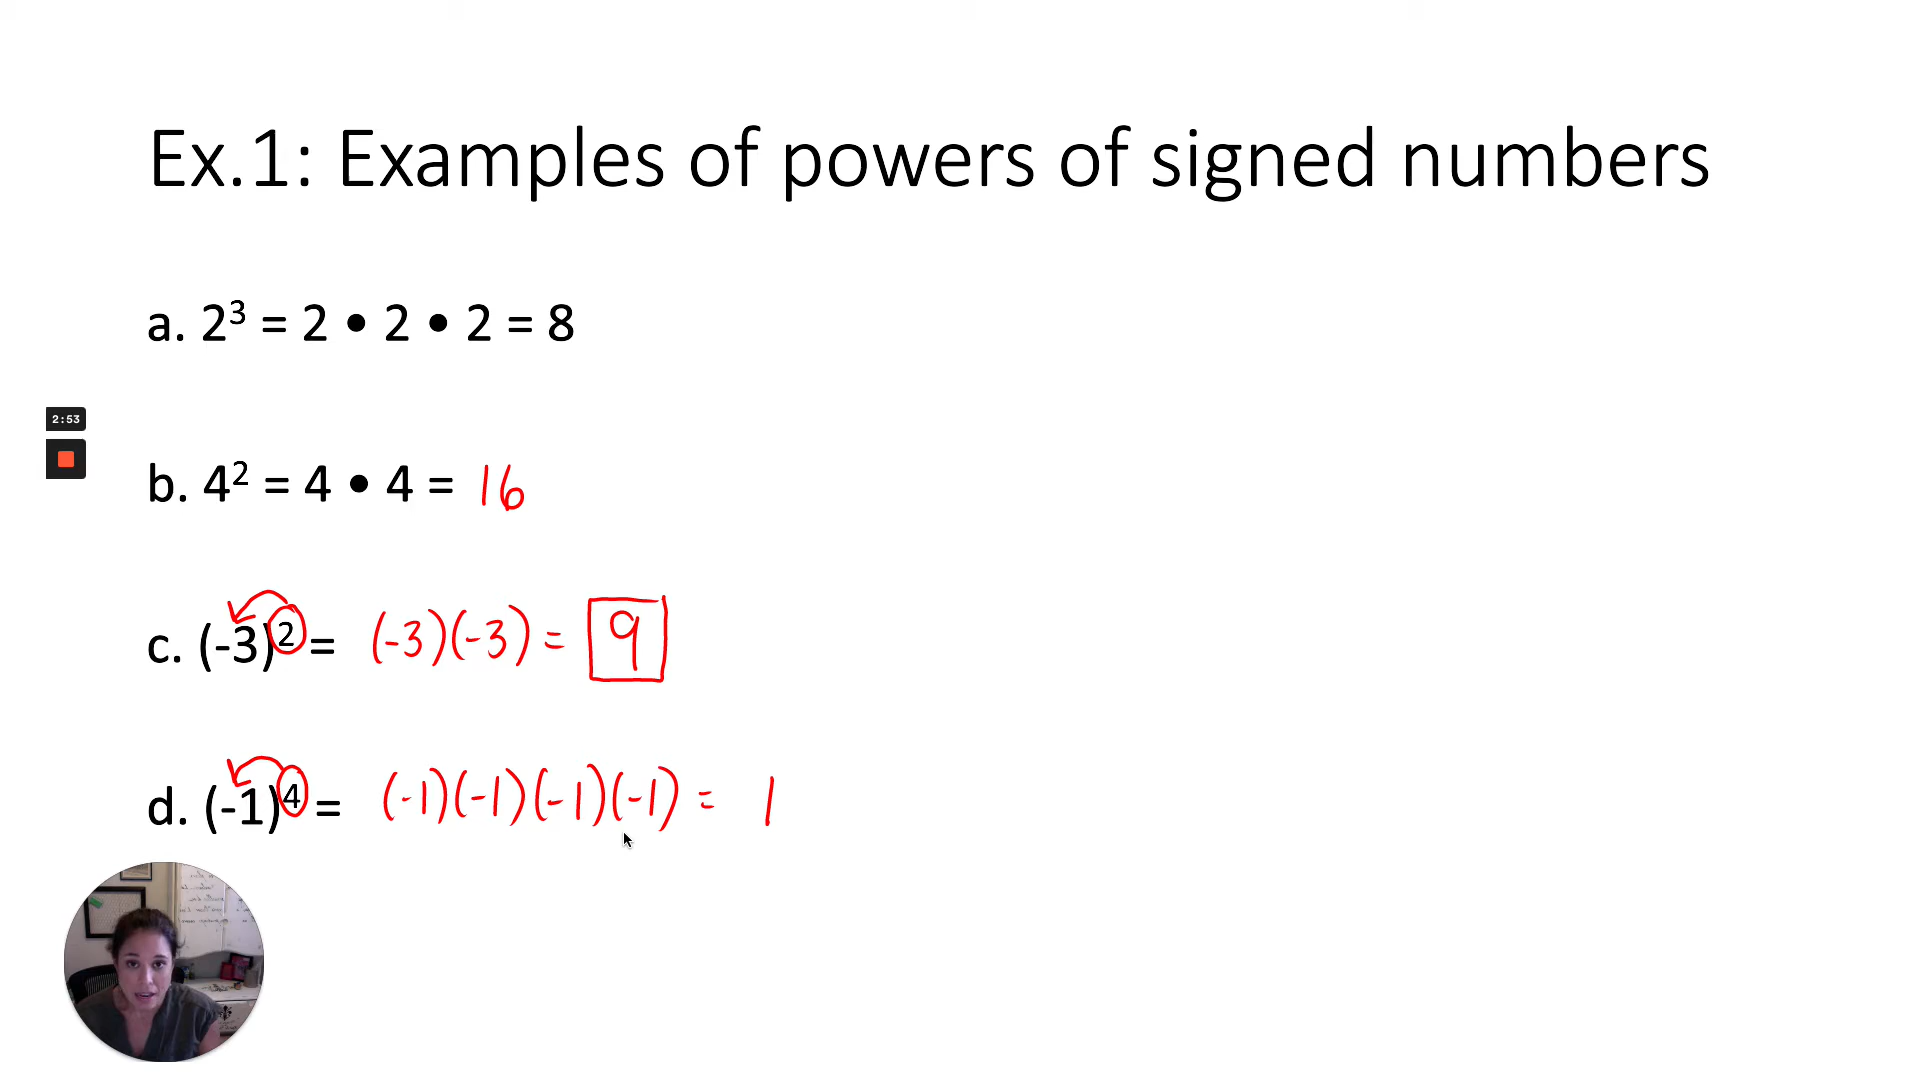 Ex.1: Examples of powers of signed numbers
a. 2³ = 2 • 2 • 2 = 8
2:53
b. 4² = 4 • 4 = 16
c. (-3)² = (-3)(-3) = 9
d. (-1)⁴ = (-1)(-1)(-1)(-1) = 1